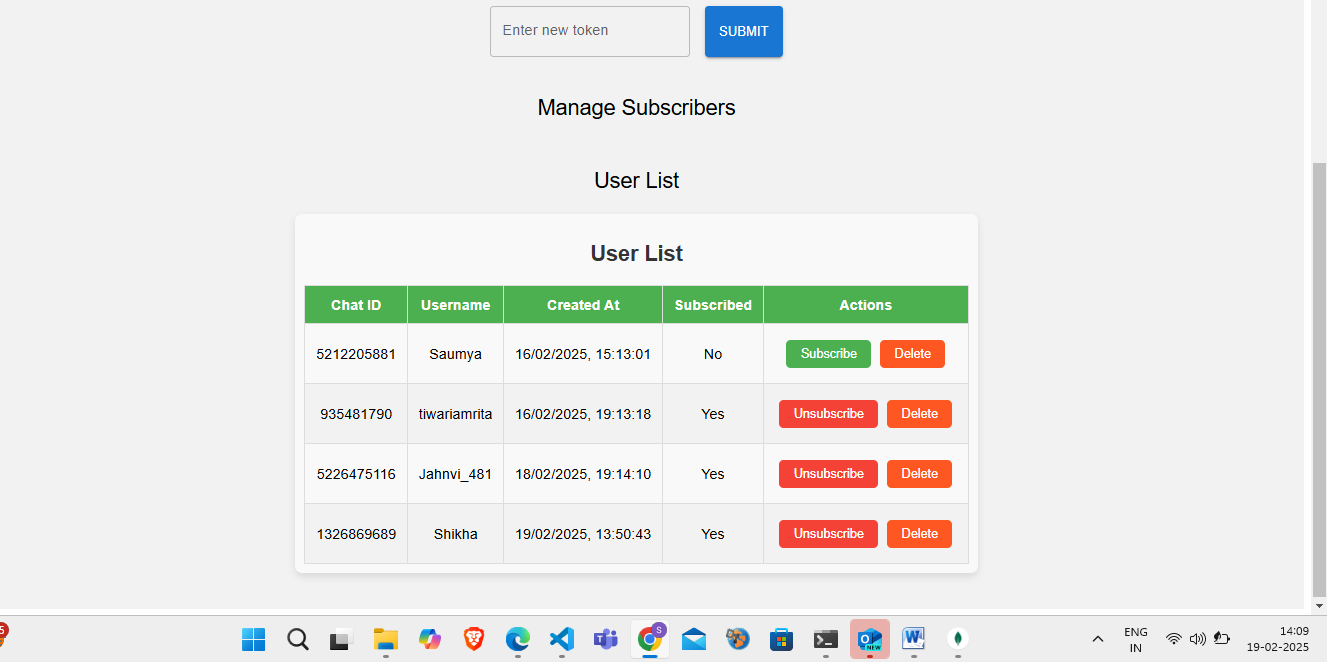 Enter new token SUBMIT
Manage Subscribers
User List
User List
Chat ID Username Created At Subscribed Actions
5212205881 Saumya 16/02/2025, 15:13:01 No Subscribe Delete
935481790 tiwariamrita 16/02/2025, 19:13:18 Yes Unsubscribe Delete
5226475116 Jahnvi_481 18/02/2025, 19:14:10 Yes Unsubscribe Delete
1326869689 Shikha 19/02/2025, 13:50:43 Yes Unsubscribe Delete
5 S NEW ENG 14:09
IN 19-02-2025